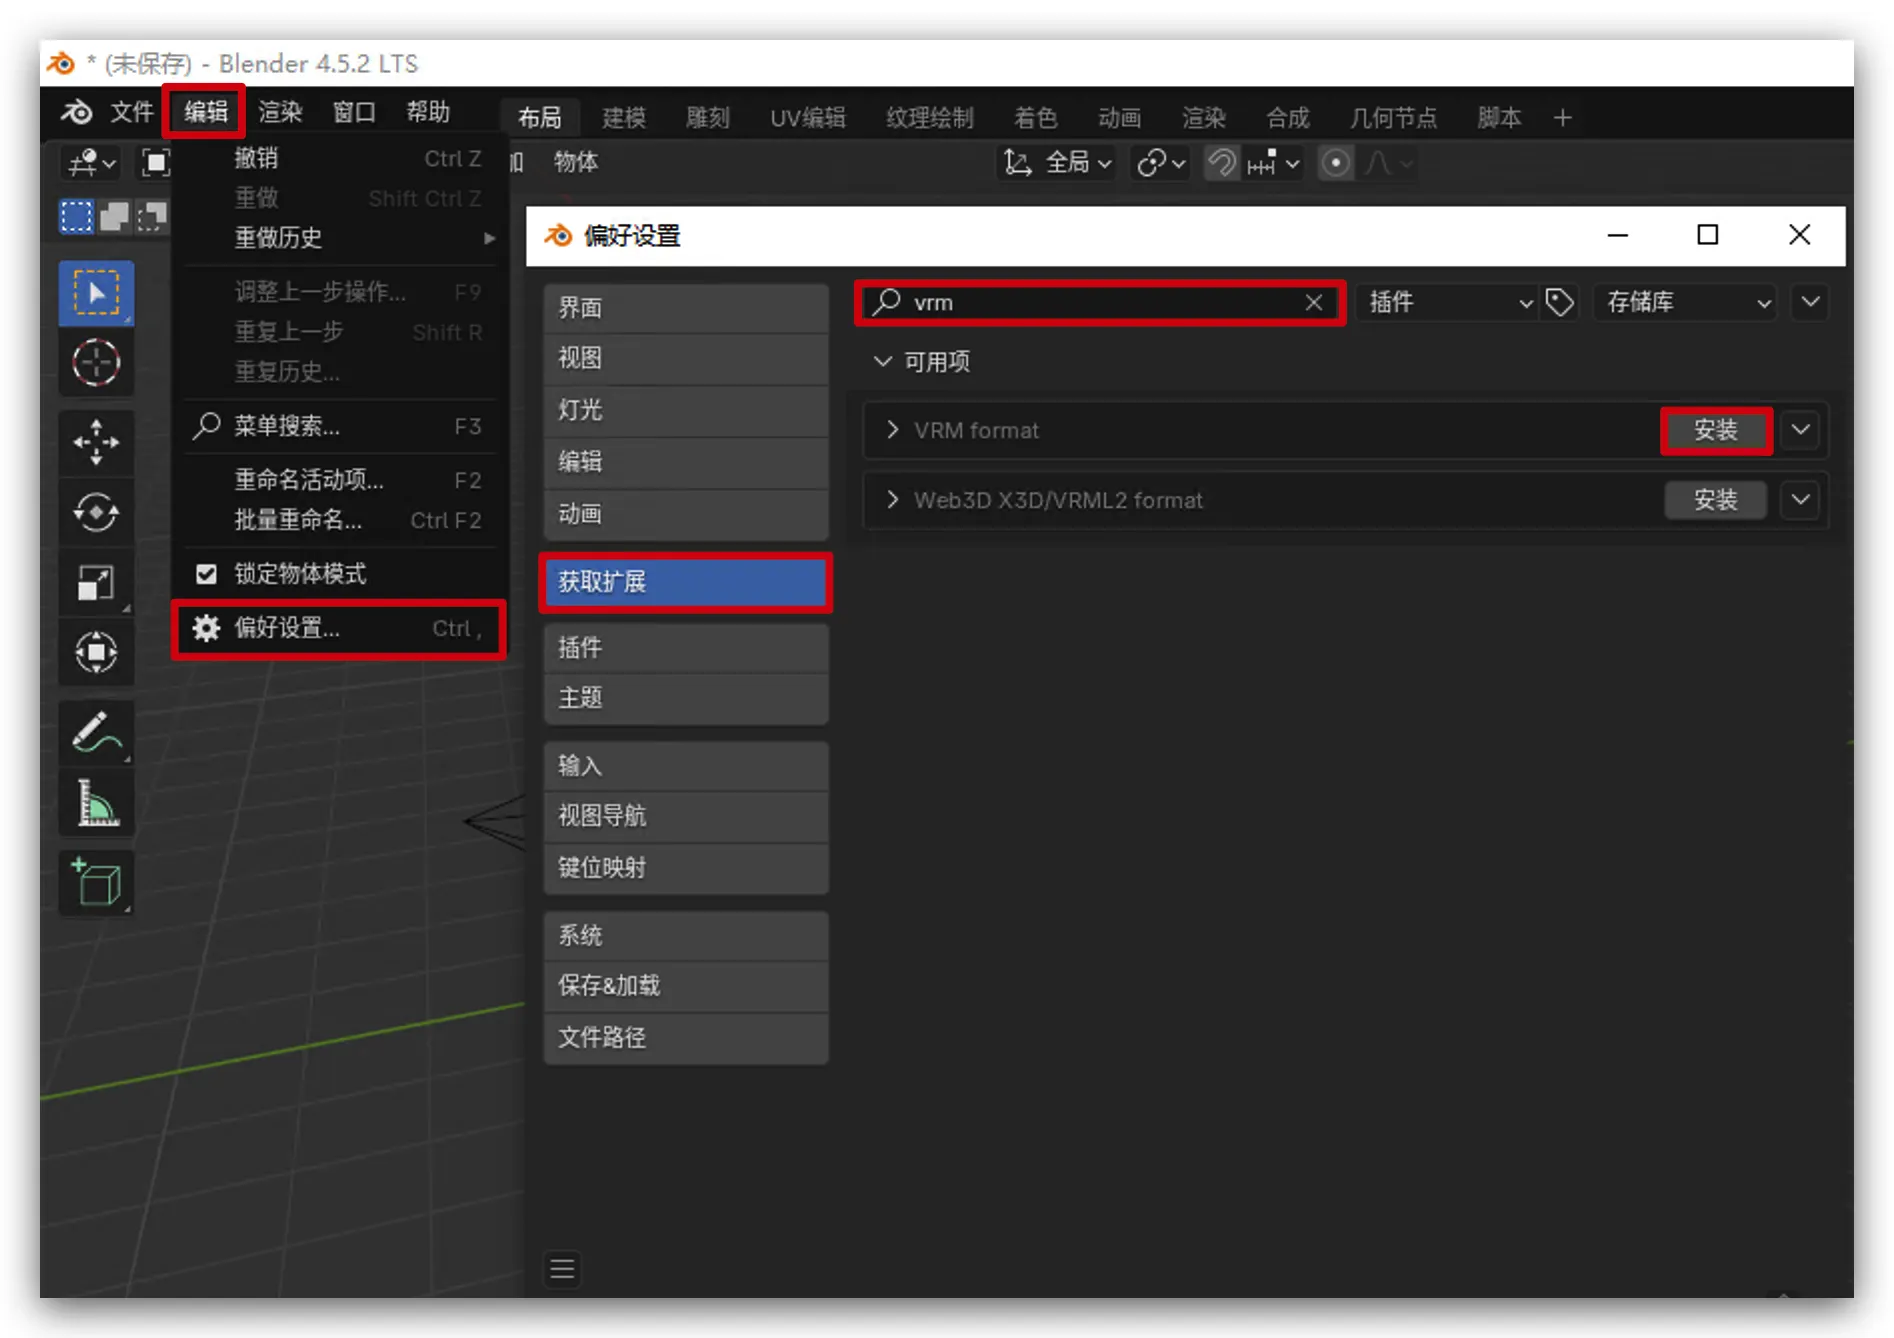 * (未保存) - Blender 4.5.2 LTS
文件 编辑 渲染 窗口 帮助 布局 建模 雕刻 UV编辑 纹理绘制 着色 动画 渲染 合成 几何节点 脚本 +
物体 全局
撤销 Ctrl Z
重做 Shift Ctrl Z
重做历史
调整上一步操作... F9
重复上一步 Shift R
重复历史...
菜单搜索... F3
重命名活动项... F2
批量重命名... Ctrl F2
锁定物体模式
偏好设置... Ctrl ,
偏好设置
界面
视图
灯光
编辑
动画
获取扩展
插件
主题
输入
视图导航
键位映射
系统
保存&加载
文件路径
vrm 插件 存储库
可用项
VRM format 安装
Web3D X3D/VRML2 format 安装